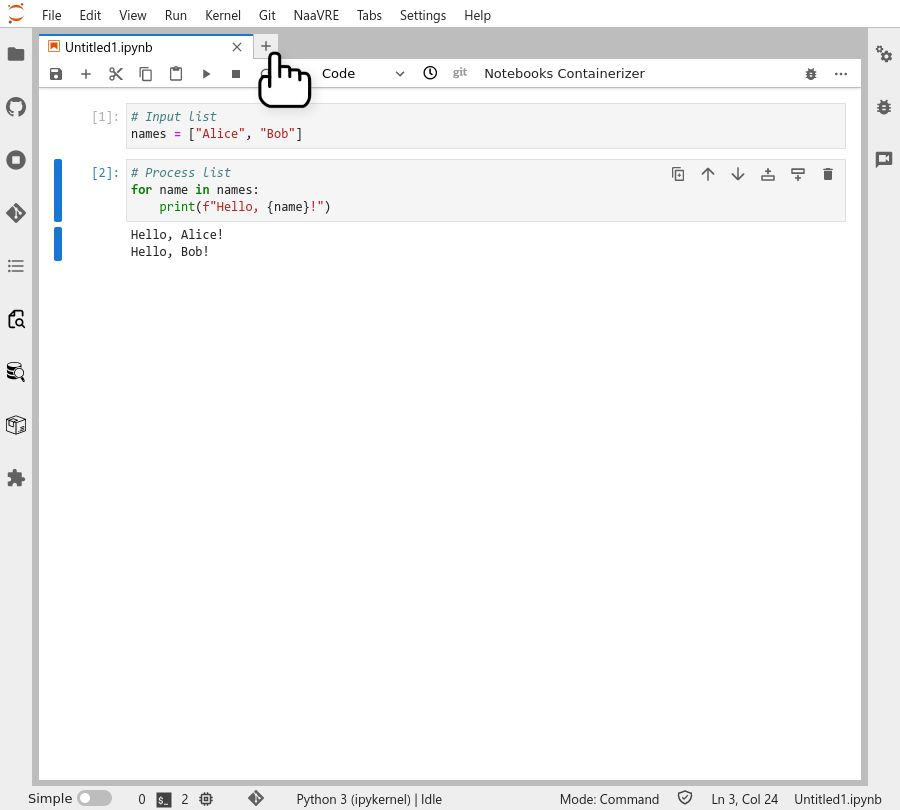 File Edit View Run Kernel Git NaaVRE Tabs Settings Help
Untitled1.ipynb
Code git Notebooks Containerizer
[1]: # Input list
names = ["Alice", "Bob"]
[2]: # Process list
for name in names:
    print(f"Hello, {name}!")
Hello, Alice!
Hello, Bob!
Simple 0 $_ 2 Python 3 (ipykernel) | Idle Mode: Command Ln 3, Col 24 Untitled1.ipynb